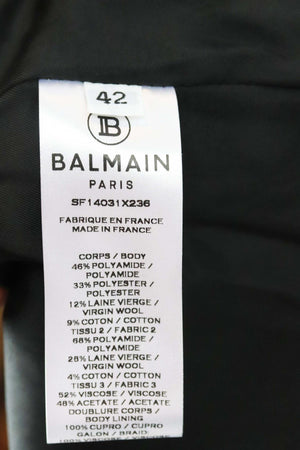 42
B
BALMAIN
PARIS
SF14031X236
FABRIQUE EN FRANCE
MADE IN FRANCE
CORPS / BODY
46% POLYAMIDE /
POLYAMIDE
33% POLYESTER /
POLYESTER
12% LAINE VIERGE /
VIRGIN WOOL
9% COTON / COTTON
TISSU 2 / FABRIC 2
68% POLYAMIDE /
POLYAMIDE
28% LAINE VIERGE /
VIRGIN WOOL
4% COTON / COTTON
TISSU 3 / FABRIC 3
52% VISCOSE / VISCOSE
48% ACETATE / ACETATE
DOUBLURE CORPS /
BODY LINING
100% CUPRO / CUPRO
GALON / BRAID:
100% VISCOSE / VISCOSE